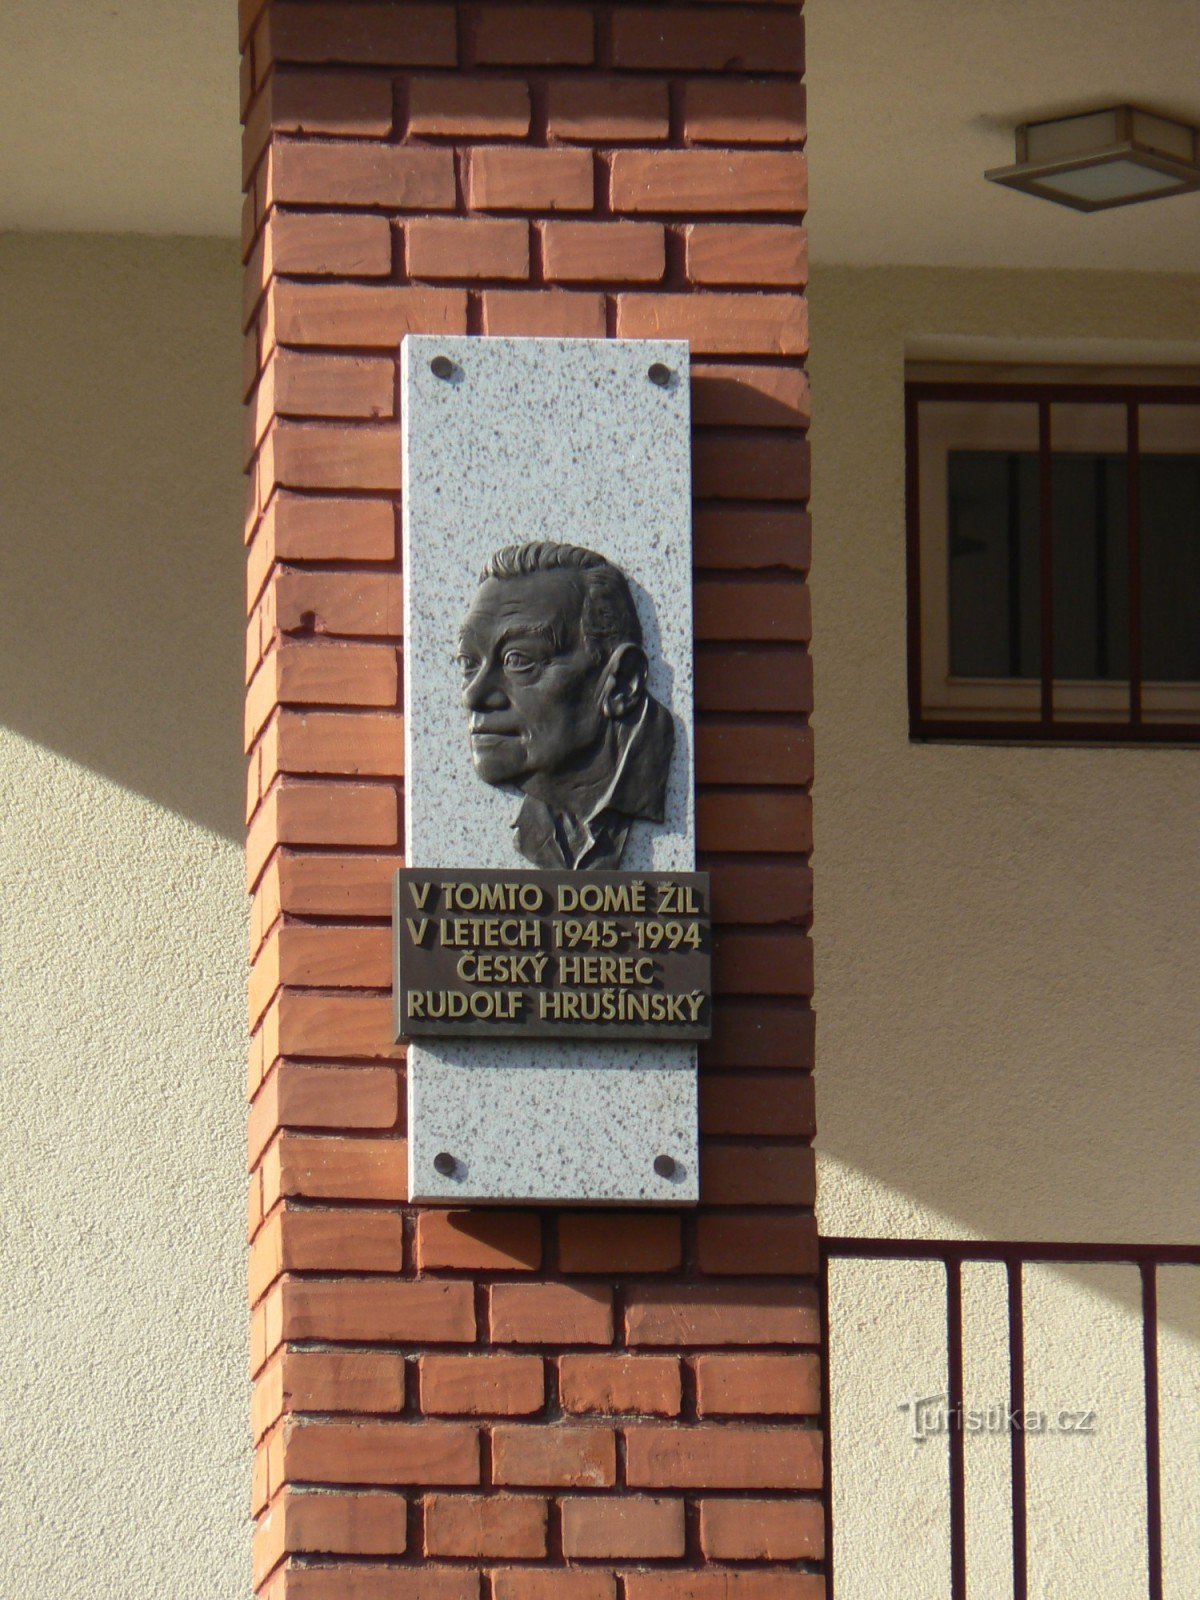 V TOMTO DOMĚ ŽIL
V LETECH 1945-1994
ČESKÝ HEREC
RUDOLF HRUŠÍNSKÝ
Turistika.cz